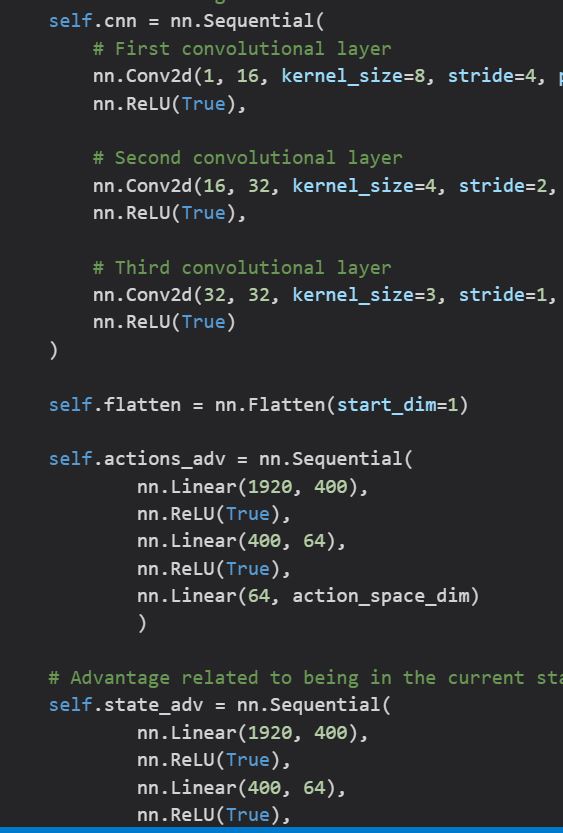 self.cnn = nn.Sequential(
# First convolutional layer
nn.Conv2d(1, 16, kernel_size=8, stride=4,
nn.ReLU(True),
# Second convolutional layer
nn.Conv2d(16, 32, kernel_size=4, stride=2,
nn.ReLU(True),
# Third convolutional layer
nn.Conv2d(32, 32, kernel_size=3, stride=1,
nn.ReLU(True)
)
self.flatten = nn.Flatten(start_dim=1)
self.actions_adv = nn.Sequential(
nn.Linear(1920, 400),
nn.ReLU(True),
nn.Linear(400, 64),
nn.ReLU(True),
nn.Linear(64, action_space_dim)
)
# Advantage related to being in the current sta
self.state_adv = nn.Sequential(
nn.Linear(1920, 400),
nn.ReLU(True),
nn.Linear(400, 64),
nn.ReLU(True),